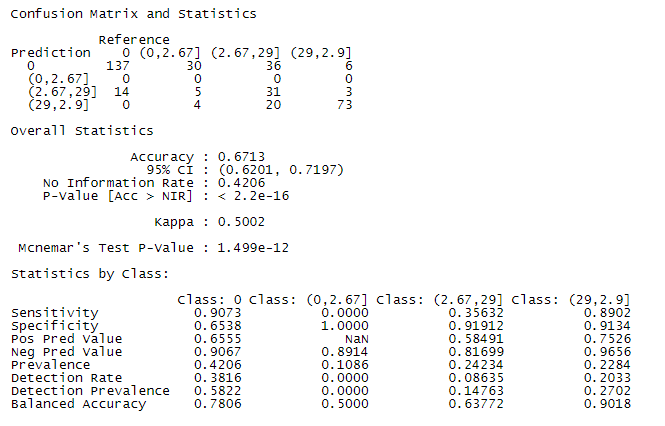 Confusion Matrix and Statistics
Reference
Prediction 0 (0,2.67] (2.67,29] (29,2.9]
0 137 30 36 6
(0,2.67] 0 0 0 0
(2.67,29] 14 5 31 3
(29,2.9] 0 4 20 73
Overall Statistics
Accuracy : 0.6713
95% CI : (0.6201, 0.7197)
No Information Rate : 0.4206
P-Value [Acc > NIR] : < 2.2e-16
Kappa : 0.5002
Mcnemar's Test P-Value : 1.499e-12
Statistics by Class:
Class: 0 Class: (0,2.67] Class: (2.67,29] Class: (29,2.9]
Sensitivity 0.9073 0.0000 0.35632 0.8902
Specificity 0.6538 1.0000 0.91912 0.9134
Pos Pred Value 0.6555 NaN 0.58491 0.7526
Neg Pred Value 0.9067 0.8914 0.81699 0.9656
Prevalence 0.4206 0.1086 0.24234 0.2284
Detection Rate 0.3816 0.0000 0.08635 0.2033
Detection Prevalence 0.5822 0.0000 0.14763 0.2702
Balanced Accuracy 0.7806 0.5000 0.63772 0.9018